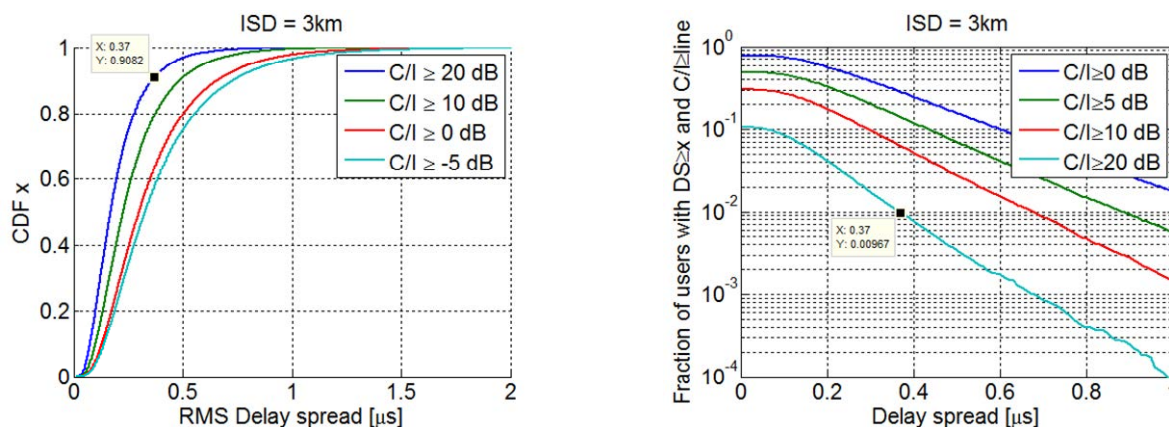 ISD = 3km
CDF x
1
0.8
0.6
0.4
0.2
0
X: 0.37
Y: 0.9082
C/I ≥ 20 dB
C/I ≥ 10 dB
C/I ≥ 0 dB
C/I ≥ -5 dB
0 0.5 1 1.5 2
RMS Delay spread [µs]
ISD = 3km
Fraction of users with DS≥x and C/I≥line
10^0
10^-1
10^-2
10^-3
10^-4
C/I≥0 dB
C/I≥5 dB
C/I≥10 dB
C/I≥20 dB
X: 0.37
Y: 0.00967
0 0.2 0.4 0.6 0.8
Delay spread [µs]